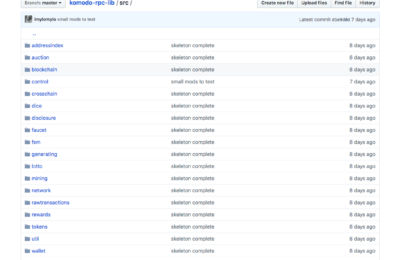 Branch: master
komodo-rpc-lib / src /
Create new file Upload files Find file History
imylomylo small mods to test
Latest commit 7 days ago
..
addressindex skeleton complete 8 days ago
auction skeleton complete 8 days ago
blockchain skeleton complete 8 days ago
control small mods to test 7 days ago
crosschain skeleton complete 8 days ago
dice skeleton complete 8 days ago
disclosure skeleton complete 8 days ago
faucet skeleton complete 8 days ago
fsm skeleton complete 8 days ago
generating skeleton complete 8 days ago
lotto skeleton complete 8 days ago
mining skeleton complete 8 days ago
network skeleton complete 8 days ago
rawtransactions skeleton complete 8 days ago
rewards skeleton complete 8 days ago
tokens skeleton complete 8 days ago
util skeleton complete 8 days ago
wallet skeleton complete 8 days ago